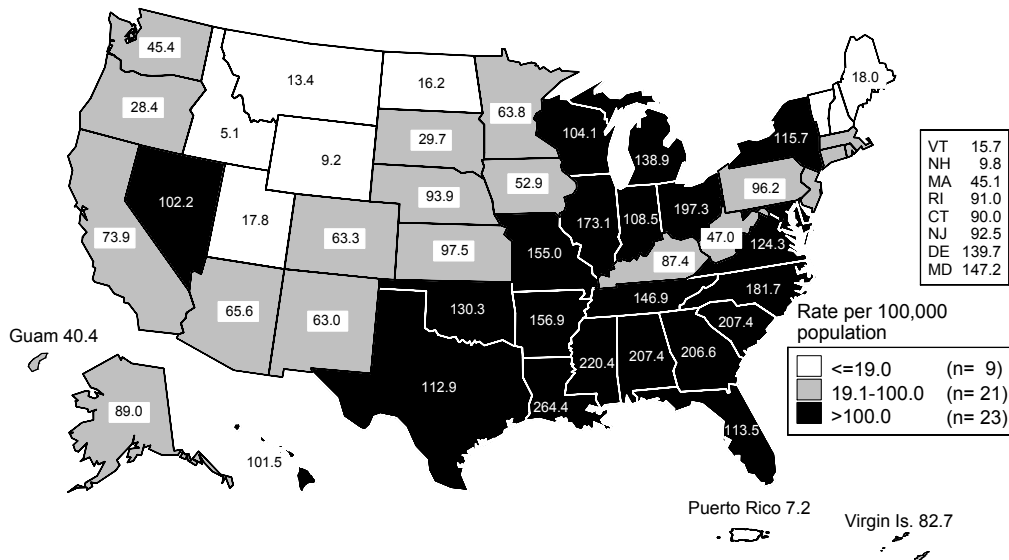 45.4
13.4
16.2
18.0
28.4
63.8
5.1
104.1
115.7
29.7
138.9
9.2
96.2
52.9
93.9
102.2
197.3
17.8
173.1
108.5
47.0
73.9
63.3
97.5
155.0
124.3
87.4
146.9
181.7
65.6
63.0
130.3
156.9
207.4
220.4
207.4
206.6
112.9
264.4
113.5
VT 15.7
NH 9.8
MA 45.1
RI 91.0
CT 90.0
NJ 92.5
DE 139.7
MD 147.2
Rate per 100,000
population
<=19.0 (n= 9)
19.1-100.0 (n= 21)
>100.0 (n= 23)
Guam 40.4
89.0
101.5
Puerto Rico 7.2
Virgin Is. 82.7